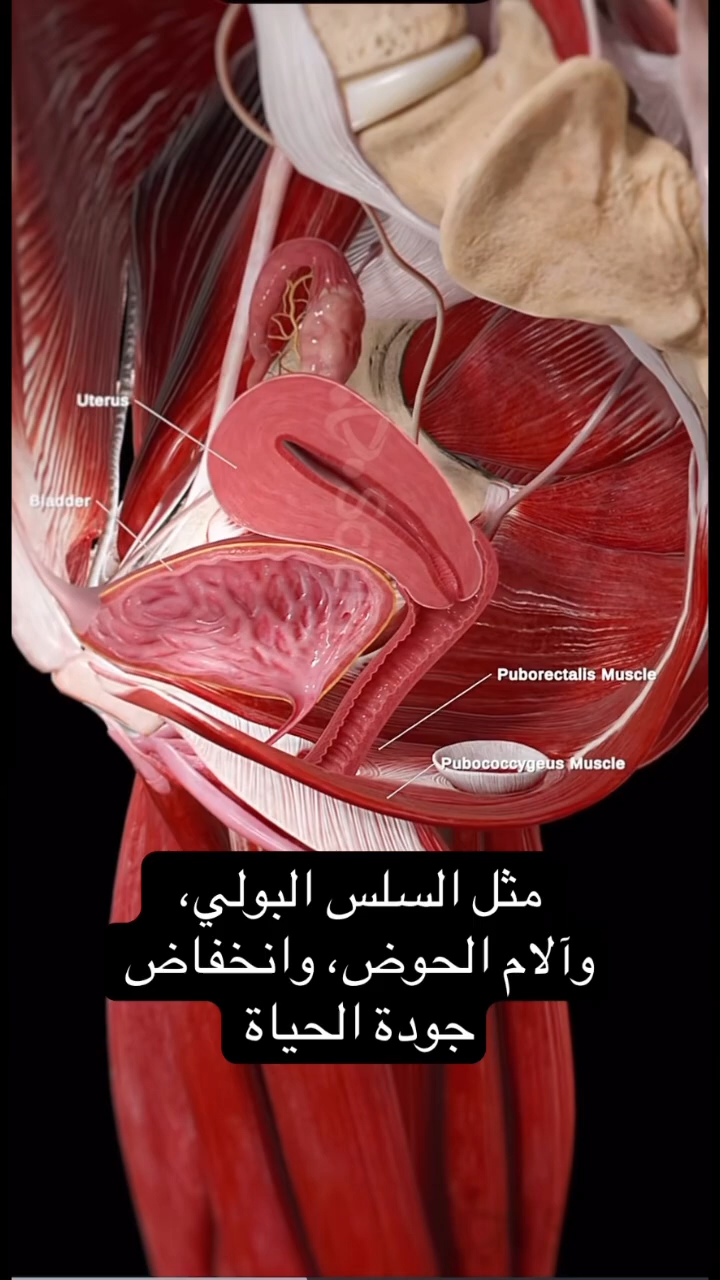 Uterus
Bladder
Puborectalis Muscle
Pubococcygeus Muscle
مثل السلس البولي،
وآلام الحوض، وانخفاض
جودة الحياة